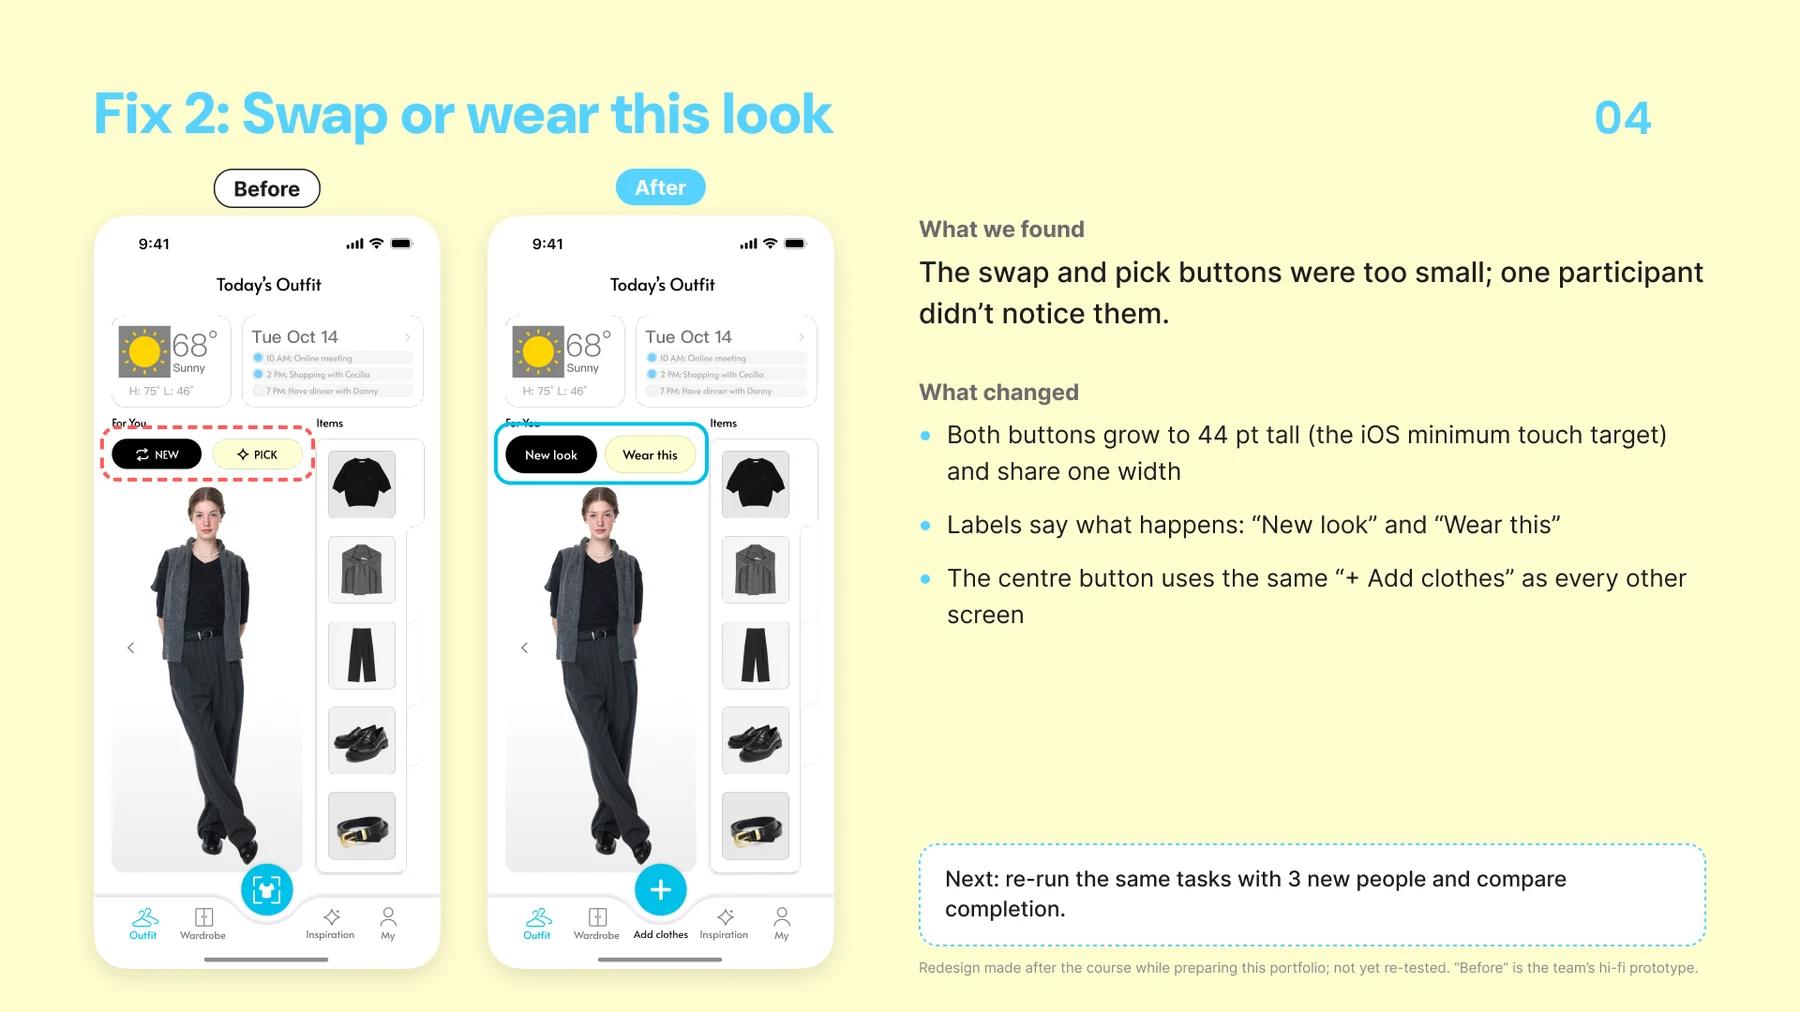 Fix 2: Swap or wear this look
04
Before
9:41
Today's Outfit
68°
Sunny
H: 75° L: 46°
Tue Oct 14
10 AM: Online meeting
2 PM: Shopping with Cecilia
7 PM: Have dinner with Danny
For You
Items
NEW
PICK
Outfit
Wardrobe
Inspiration
My
After
9:41
Today's Outfit
68°
Sunny
H: 75° L: 46°
Tue Oct 14
10 AM: Online meeting
2 PM: Shopping with Cecilia
7 PM: Have dinner with Danny
For You
Items
New look
Wear this
Outfit
Wardrobe
Add clothes
Inspiration
My
What we found
The swap and pick buttons were too small; one participant
didn't notice them.
What changed
• Both buttons grow to 44 pt tall (the iOS minimum touch target)
and share one width
• Labels say what happens: “New look” and “Wear this”
• The centre button uses the same “+ Add clothes” as every other
screen
Next: re-run the same tasks with 3 new people and compare
completion.
Redesign made after the course while preparing this portfolio; not yet re-tested. “Before” is the team's hi-fi prototype.